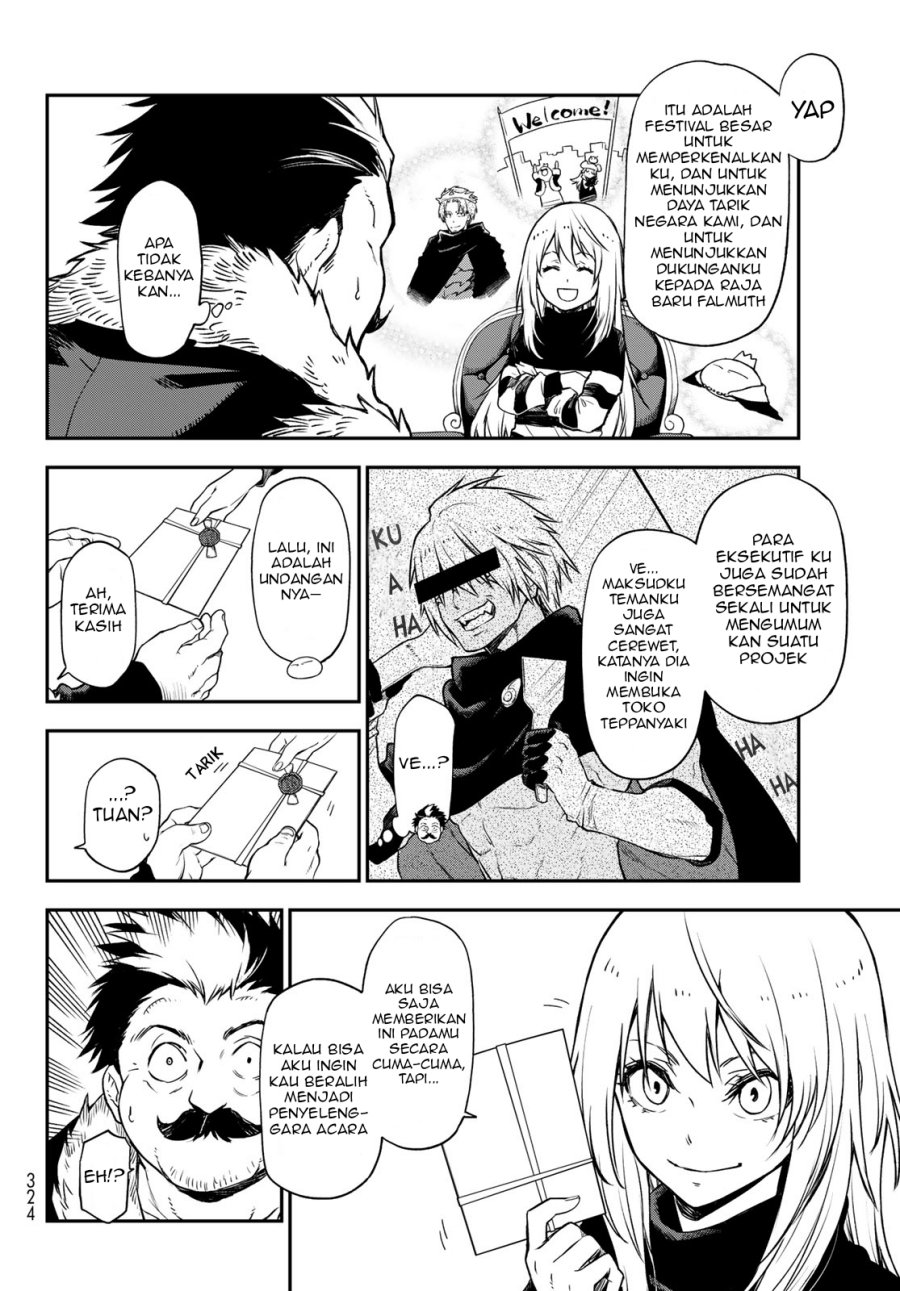 YAP
ITU ADALAH
FESTIVAL BESAR
UNTUK
MEMPERKENALKAN
KU, DAN UNTUK
MENUNJUKKAN
DAYA TARIK
NEGARA KAMI, DAN
UNTUK
MENUNJUKKAN
DUKUNGANKU
KEPADA RAJA
BARU FALMUTH
Welcome!
APA
TIDAK
KEBANYA
KAN...
PARA
EKSEKUTIF KU
JUGA SUDAH
BERSEMANGAT
SEKALI UNTUK
MENGUMUM
KAN SUATU
PROJEK
VE...
MAKSUDKU
TEMANKU
JUGA
SANGAT
CEREWET,
KATANYA DIA
INGIN
MEMBUKA
TOKO
TEPPANYAKI
KU
A
HA
HA
HA
VE...?
LALU, INI
ADALAH
UNDANGAN
NYA—
AH,
TERIMA
KASIH
TARIK
....?
TUAN?
AKU BISA
SAJA
MEMBERIKAN
INI PADAMU
SECARA
CUMA-CUMA,
TAPI...
KALAU BISA
AKU INGIN
KAU BERALIH
MENJADI
PENYELENG-
GARA ACARA
EH!?
324